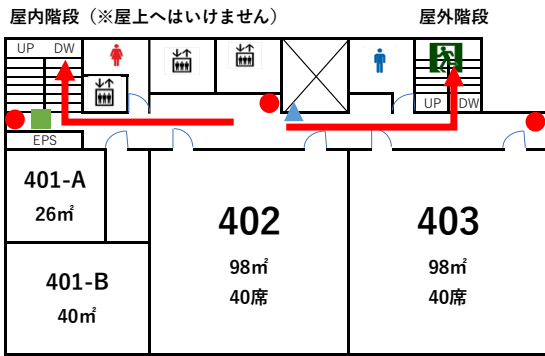 屋内階段（※屋上へはいけません）
屋外階段
UP DW
UP DW
EPS
401-A
26㎡
402
98㎡
40席
403
98㎡
40席
401-B
40㎡